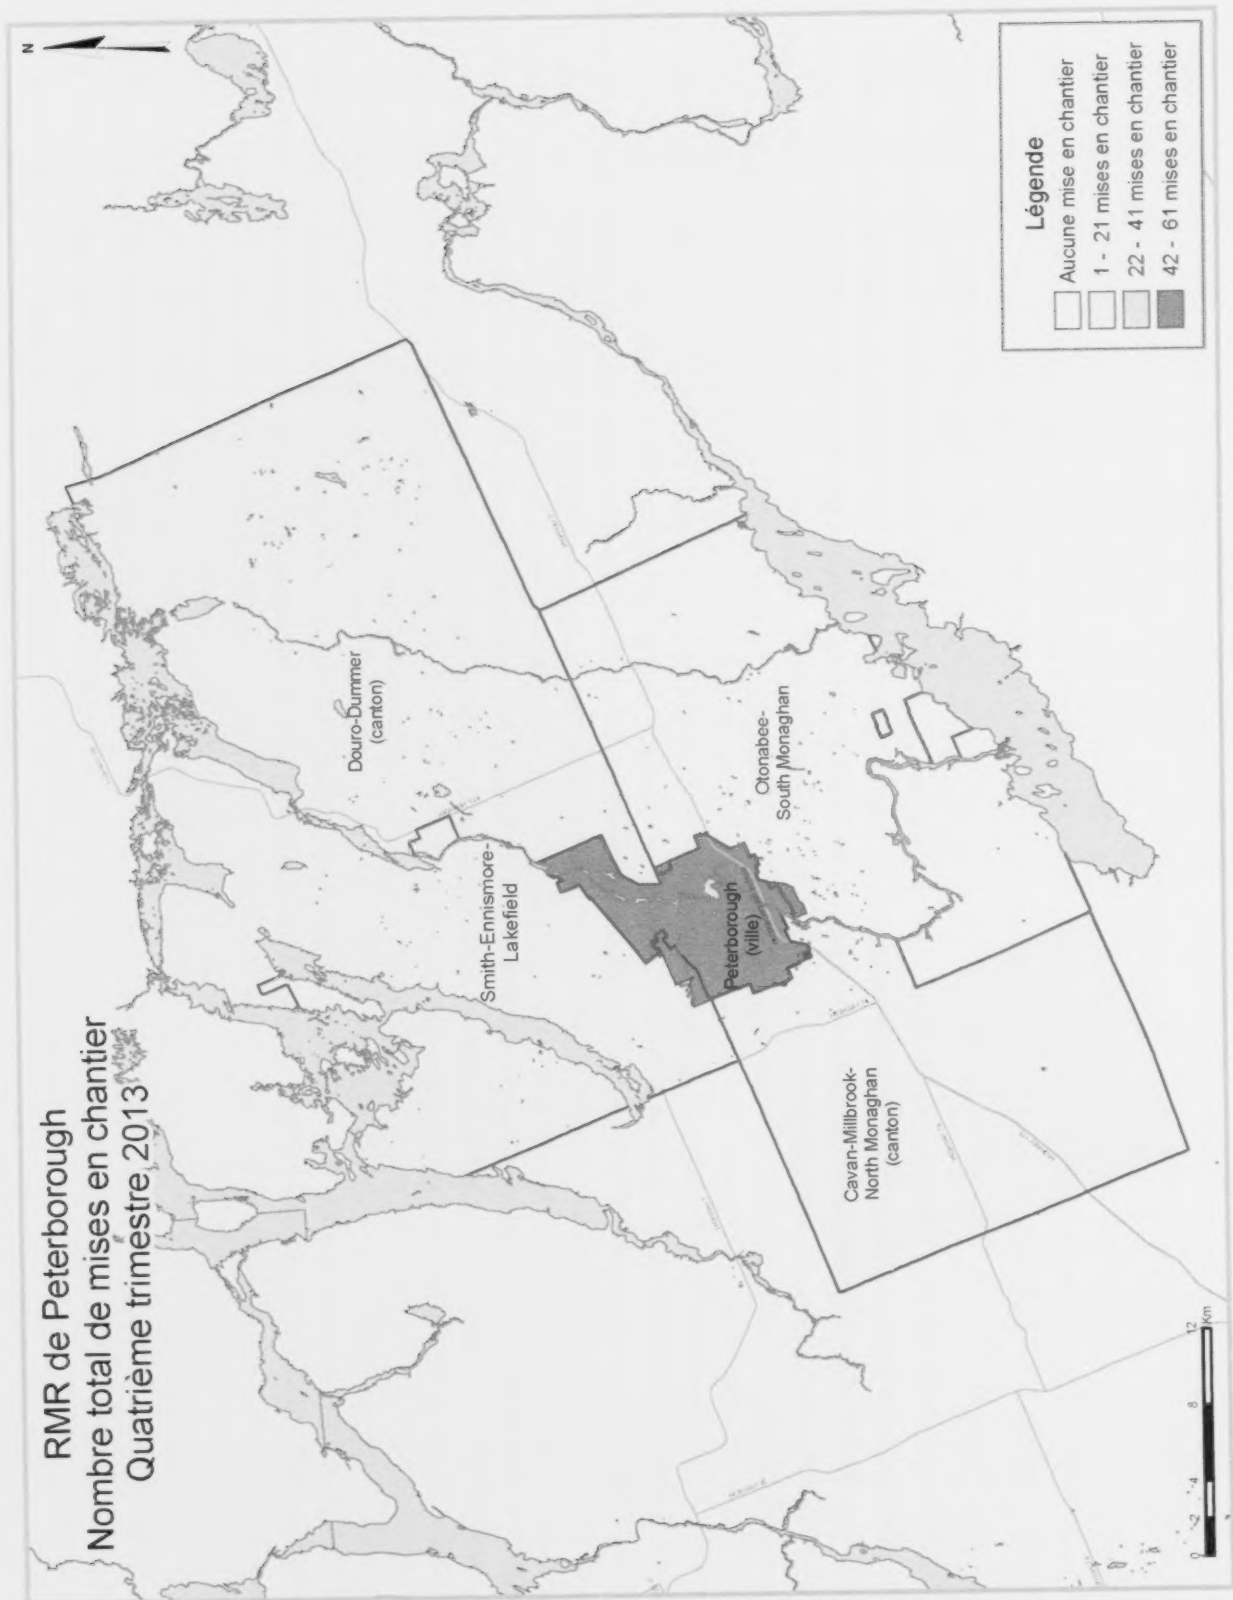 RMR de Peterborough
Nombre total de mises en chantier
Quatrième trimestre 2013
N
Douro-Dummer
(canton)
Smith-Ennismore-
Lakefield
Peterborough
(ville)
Otonabee-
South Monaghan
Cavan-Millbrook-
North Monaghan
(canton)
Légende
Aucune mise en chantier
1 - 21 mises en chantier
22 - 41 mises en chantier
42 - 61 mises en chantier
0 2 4 8 12
Km